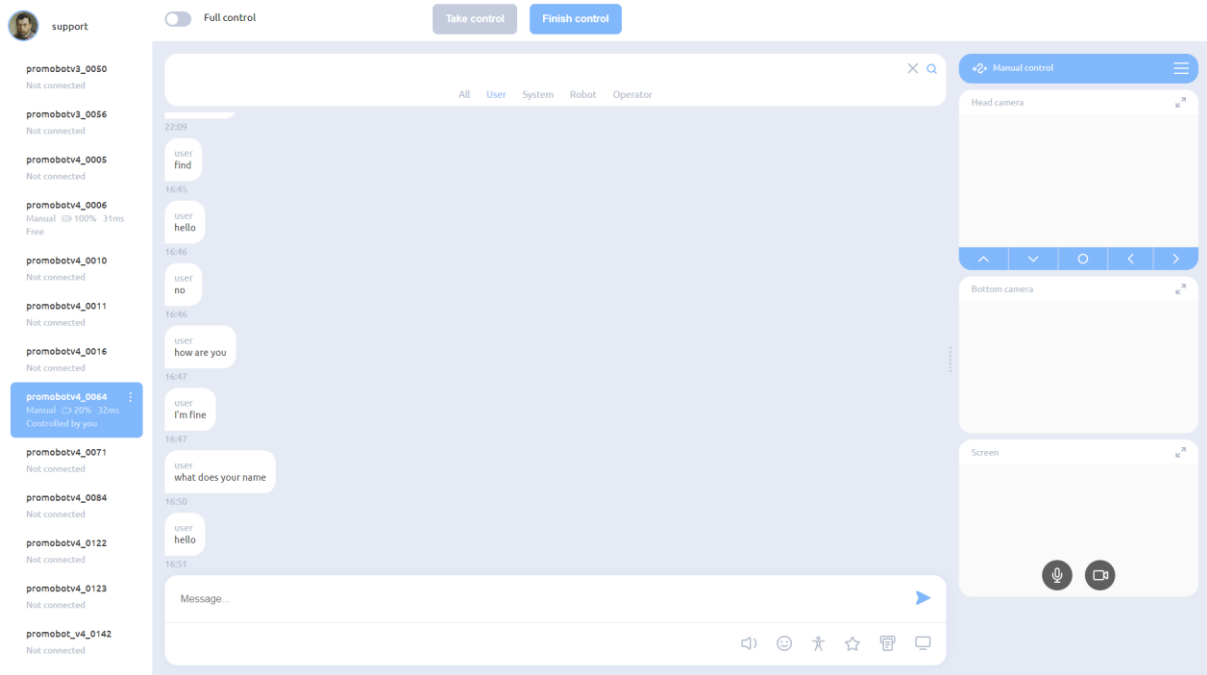 support
Full control
Take control
Finish control
promobotv3_0050
Not connected
promobotv3_0056
Not connected
promobotv4_0005
Not connected
promobotv4_0006
Manual 100% 31ms
Free
promobotv4_0010
Not connected
promobotv4_0011
Not connected
promobotv4_0016
Not connected
promobotv4_0064
Manual 20% 32ms
Controlled by you
promobotv4_0071
Not connected
promobotv4_0084
Not connected
promobotv4_0122
Not connected
promobotv4_0123
Not connected
promobot_v4_0142
Not connected
All User System Robot Operator
22:09
user
find
16:45
user
hello
16:46
user
no
16:46
user
how are you
16:47
user
I'm fine
16:47
user
what does your name
16:50
user
hello
16:51
Message...
Manual control
Head camera
Bottom camera
Screen